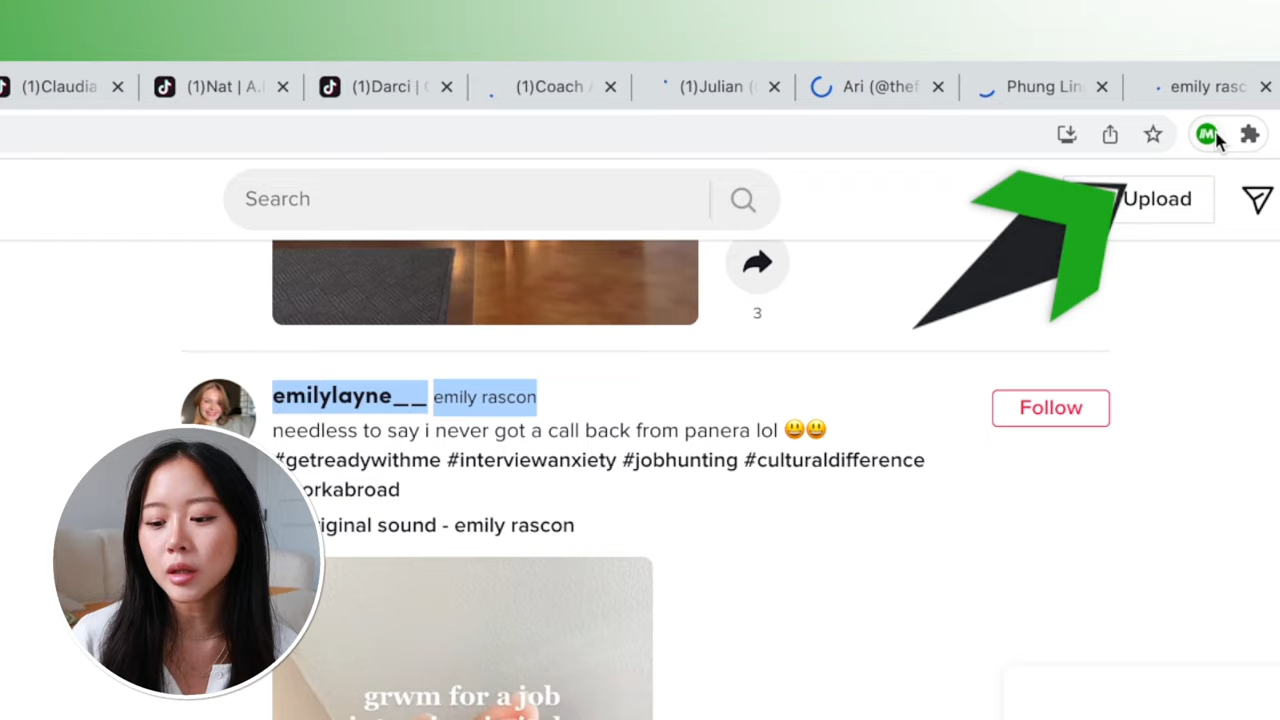 (1)Claudia
(1)Nat | A.
(1)Darci |
(1)Coach
(1)Julian (
Ari (@thef
Phung Lin
emily rasc
IM
Search
Upload
3
emilylayne__ emily rascon
Follow
needless to say i never got a call back from panera lol 😃😃
#getreadywithme #interviewanxiety #jobhunting #culturaldifference
orkabroad
iginal sound - emily rascon
grwm for a job